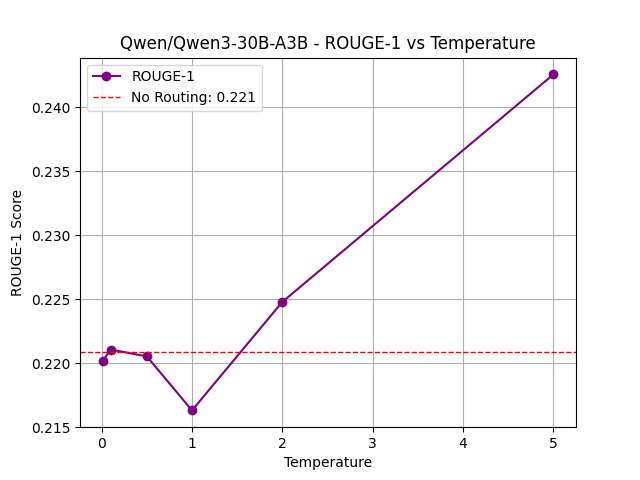 Qwen/Qwen3-30B-A3B - ROUGE-1 vs Temperature
ROUGE-1
No Routing: 0.221
ROUGE-1 Score
0.240
0.235
0.230
0.225
0.220
0.215
0 1 2 3 4 5
Temperature